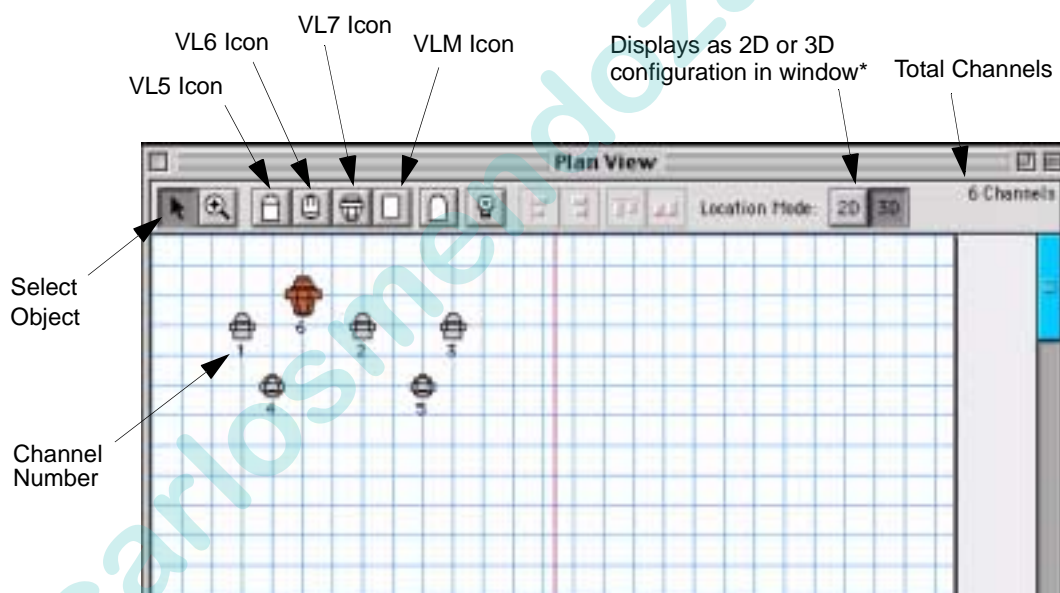 VL7 Icon
VL6 Icon
VLM Icon
VL5 Icon
Displays as 2D or 3D
configuration in window*
Total Channels
Plan View
Location Mode:
2D
3D
6 Channels
Select
Object
6
1
2
3
4
5
Channel
Number
carlosmendoza